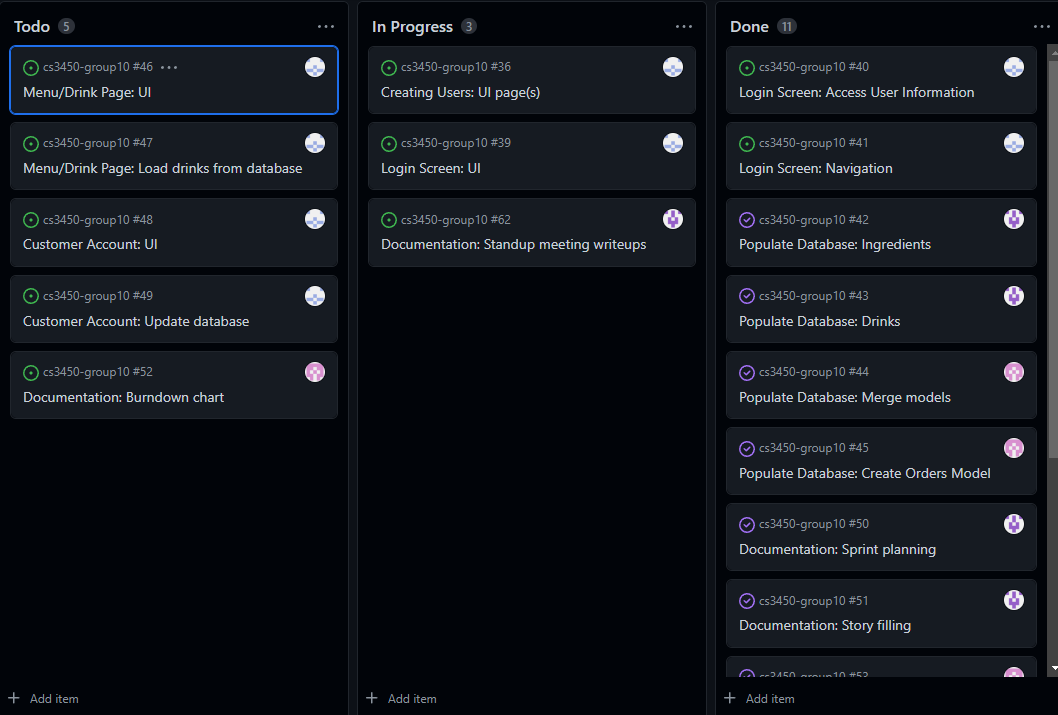 Todo 5
cs3450-group10 #46
Menu/Drink Page: UI
cs3450-group10 #47
Menu/Drink Page: Load drinks from database
cs3450-group10 #48
Customer Account: UI
cs3450-group10 #49
Customer Account: Update database
cs3450-group10 #52
Documentation: Burndown chart
+ Add item
In Progress 3
cs3450-group10 #36
Creating Users: UI page(s)
cs3450-group10 #39
Login Screen: UI
cs3450-group10 #62
Documentation: Standup meeting writeups
+ Add item
Done 11
cs3450-group10 #40
Login Screen: Access User Information
cs3450-group10 #41
Login Screen: Navigation
cs3450-group10 #42
Populate Database: Ingredients
cs3450-group10 #43
Populate Database: Drinks
cs3450-group10 #44
Populate Database: Merge models
cs3450-group10 #45
Populate Database: Create Orders Model
cs3450-group10 #50
Documentation: Sprint planning
cs3450-group10 #51
Documentation: Story filling
cs3450-group10 #53
+ Add item